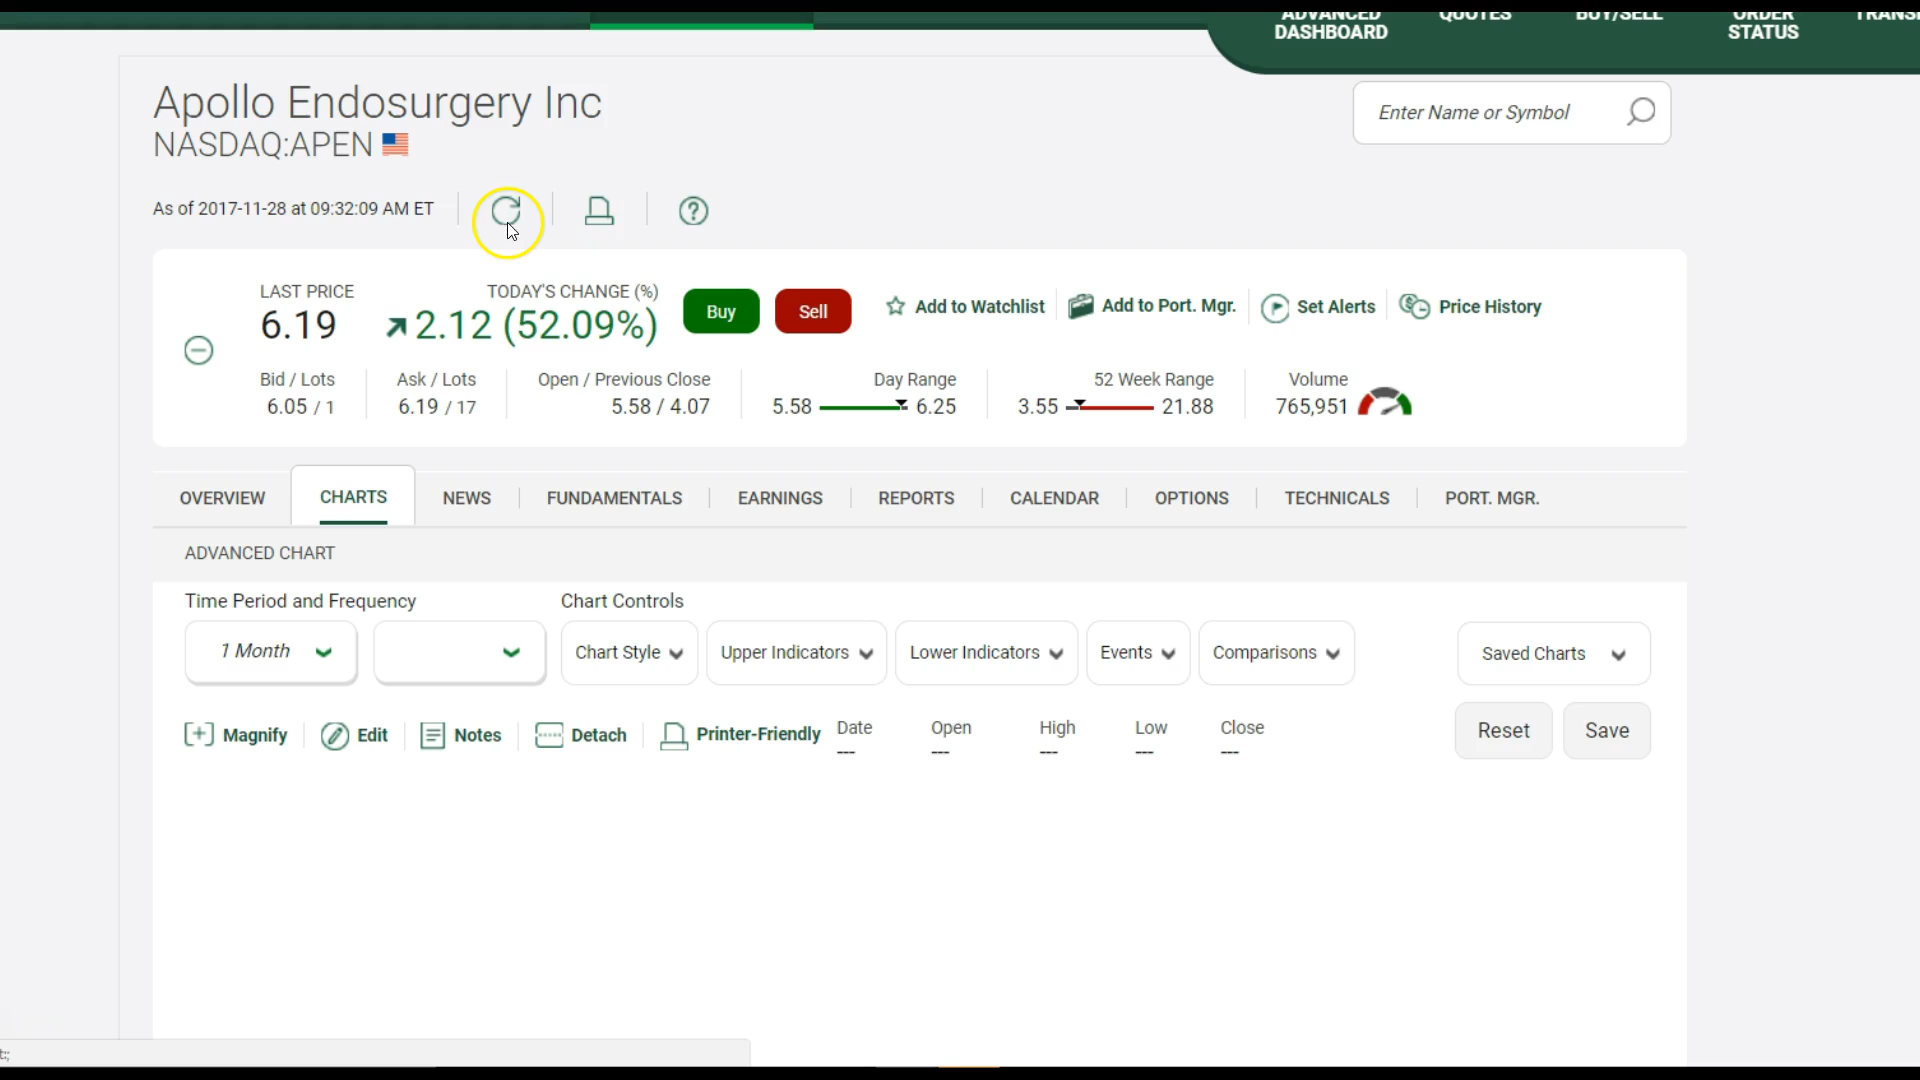 ADVANCED
DASHBOARD
QUOTES
BUY/SELL
ORDER
STATUS
Apollo Endosurgery Inc
NASDAQ:APEN
Enter Name or Symbol
As of 2017-11-28 at 09:32:09 AM ET
LAST PRICE
6.19
TODAY'S CHANGE (%)
2.12 (52.09%)
Buy
Sell
Add to Watchlist
Add to Port. Mgr.
Set Alerts
Price History
Bid / Lots
6.05 / 1
Ask / Lots
6.19 / 17
Open / Previous Close
5.58 / 4.07
Day Range
5.58 6.25
52 Week Range
3.55 21.88
Volume
765,951
OVERVIEW
CHARTS
NEWS
FUNDAMENTALS
EARNINGS
REPORTS
CALENDAR
OPTIONS
TECHNICALS
PORT. MGR.
ADVANCED CHART
Time Period and Frequency
Chart Controls
1 Month
Chart Style
Upper Indicators
Lower Indicators
Events
Comparisons
Saved Charts
Magnify
Edit
Notes
Detach
Printer-Friendly
Date
---
Open
---
High
---
Low
---
Close
---
Reset
Save